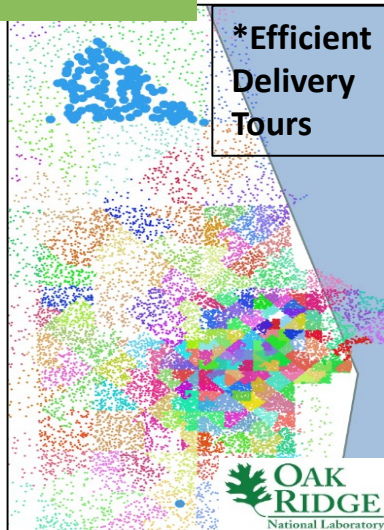 *Efficient
Delivery
Tours
OAK
RIDGE
National Laboratory